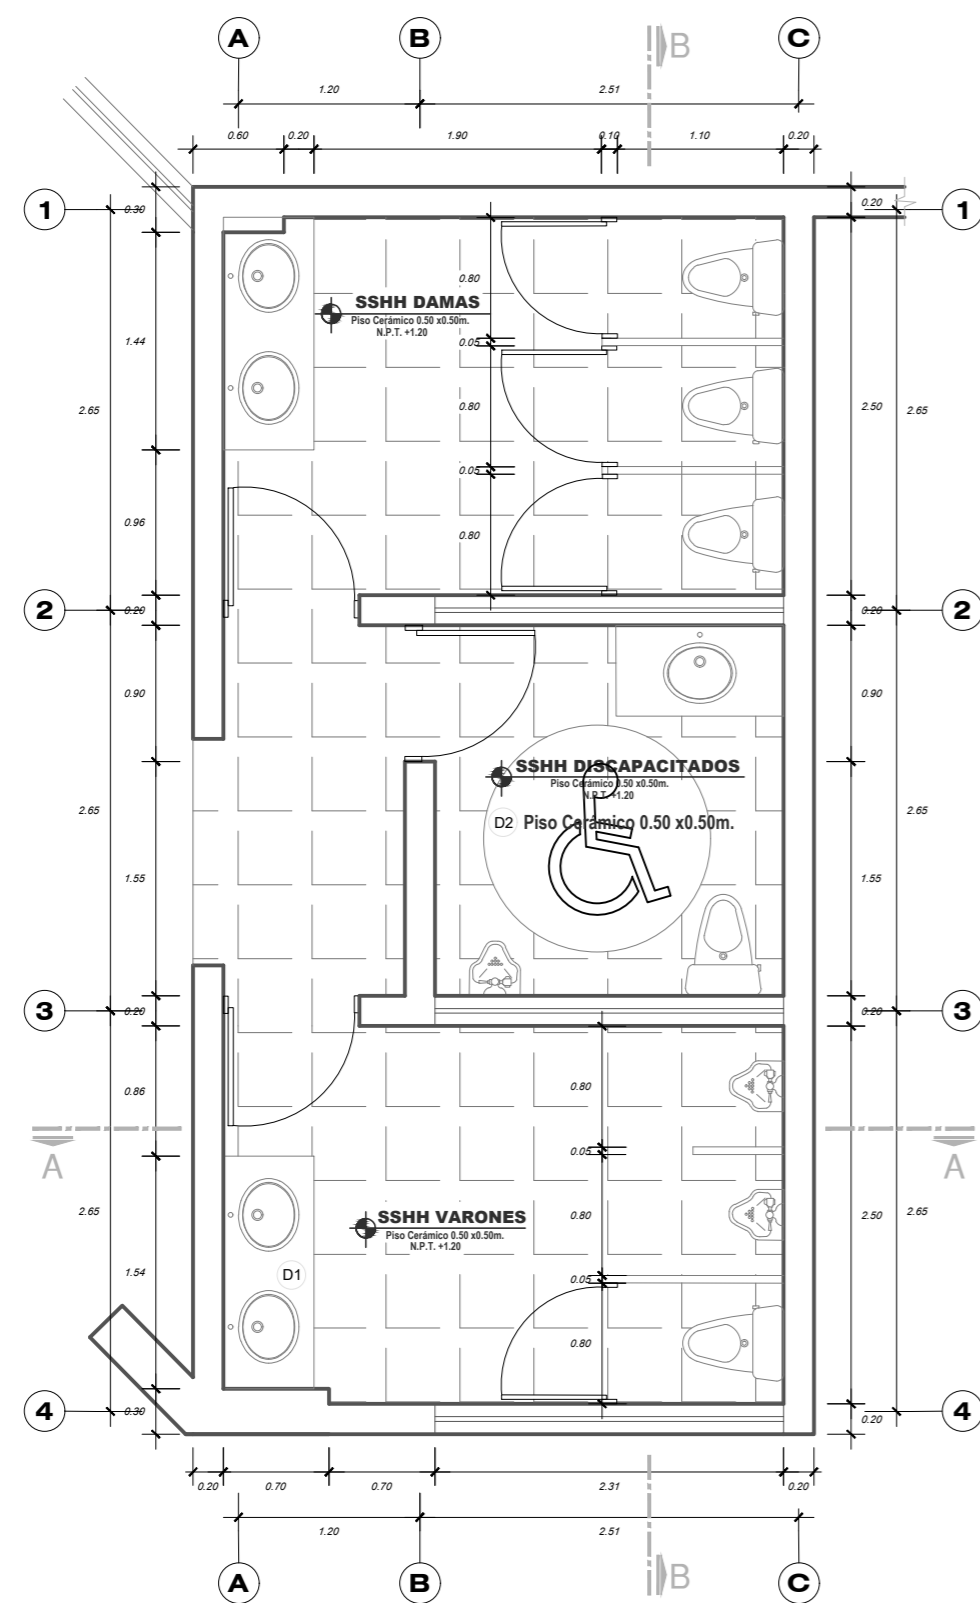 A B C
B
1.20 2.51
0.60 0.20 1.90 0.10 1.10 0.20
1 0.30 0.20 1
0.80
SSHH DAMAS
Piso Cerámico 0.50 x0.50m.
N.P.T. +1.20
1.44 0.05
2.65 0.80 2.50 2.65
0.05
0.96 0.80
2 0.20 0.20 2
0.90 0.90
SSHH DISCAPACITADOS
Piso Cerámico 0.50 x0.50m.
N.P.T. +1.20
2.65 2.65
D2 Piso Cerámico 0.50 x0.50m.
1.55 1.55
3 0.20 0.20 3
0.86 0.80
A 0.05 A
2.65 0.80 2.50 2.65
SSHH VARONES
Piso Cerámico 0.50 x0.50m.
N.P.T. +1.20
1.54 D1 0.05
0.80
4 0.30 0.20 4
0.20 0.70 0.70 2.31 0.20
1.20 2.51
B
A B C